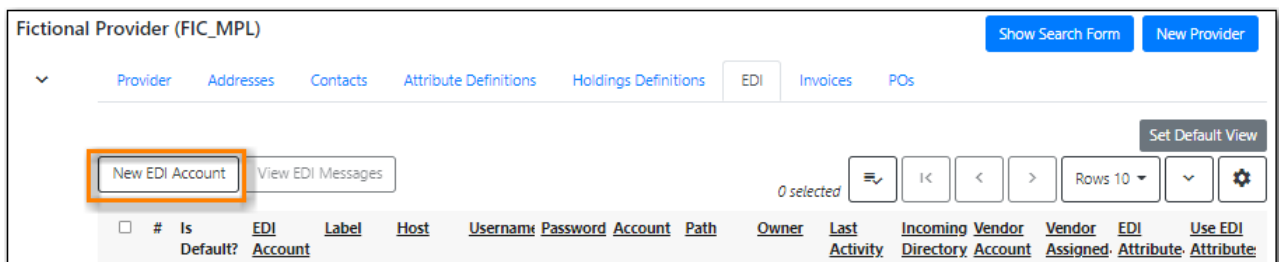 Fictional Provider (FIC_MPL)
Show Search Form
New Provider
Provider Addresses Contacts Attribute Definitions Holdings Definitions EDI Invoices POs
Set Default View
New EDI Account View EDI Messages
0 selected Rows 10
# Is Default? EDI Account Label Host Username Password Account Path Owner Last Activity Incoming Directory Vendor Account Vendor Assigned EDI Attribute Use EDI Attributes